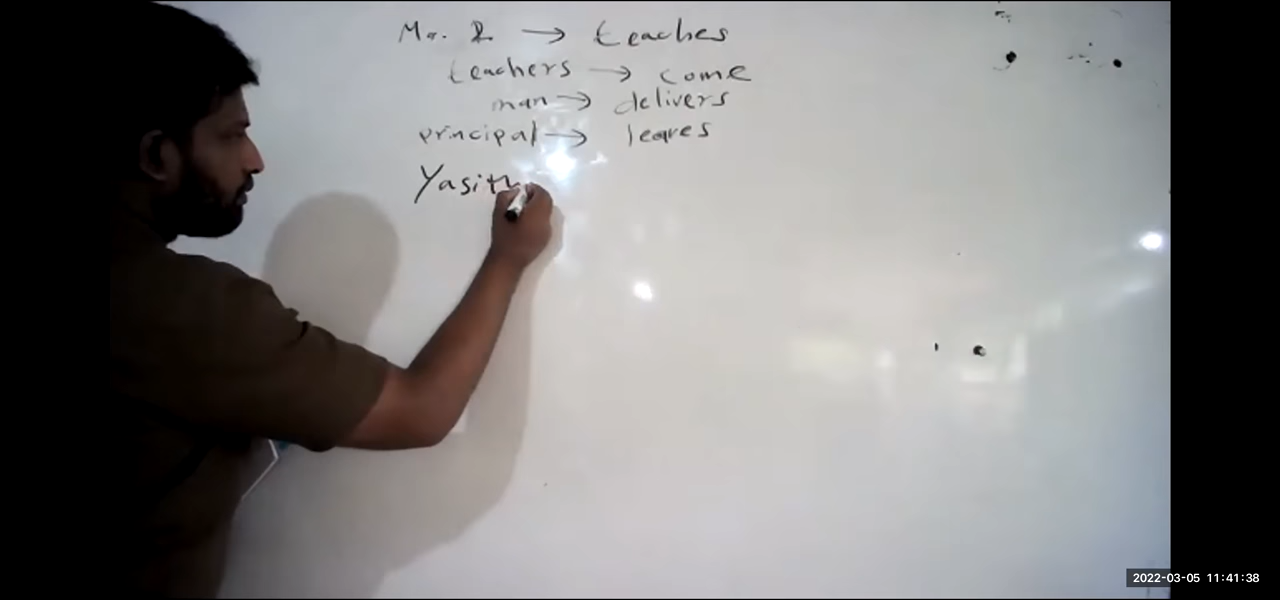 Mr. R → teaches
teachers → come
man → delivers
principal → leaves
Yasith
2022-03-05 11:41:38